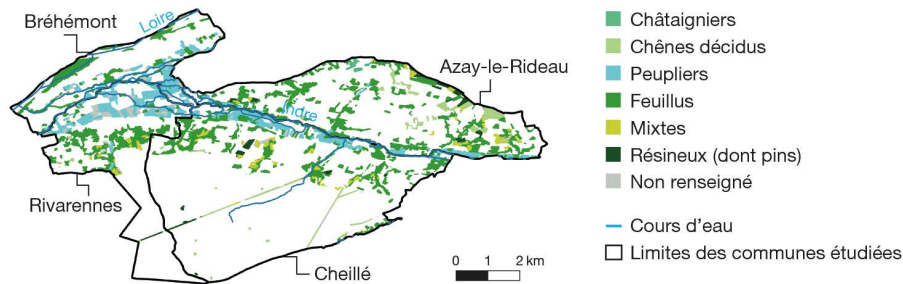 Bréhémont
Loire
Azay-le-Rideau
Indre
Rivarennes
Cheillé
0 1 2 km
Châtaigniers
Chênes décidus
Peupliers
Feuillus
Mixtes
Résineux (dont pins)
Non renseigné
Cours d'eau
Limites des communes étudiées